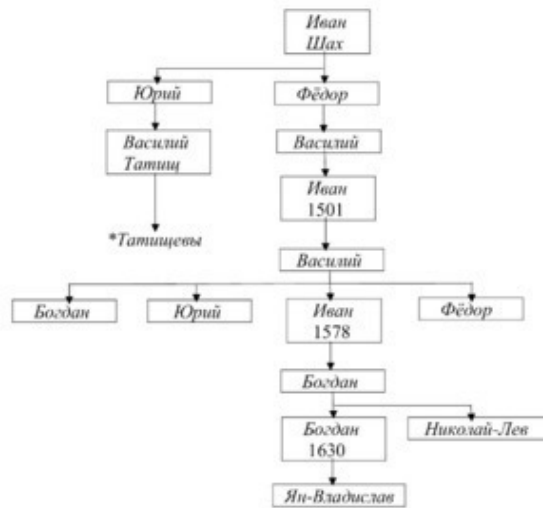 Иван
Шах
Юрий
Фёдор
Василий
Татищ
Василий
Иван
1501
*Татищевы
Василий
Богдан
Юрий
Иван
1578
Фёдор
Богдан
Богдан
1630
Николай-Лев
Ян-Владислав